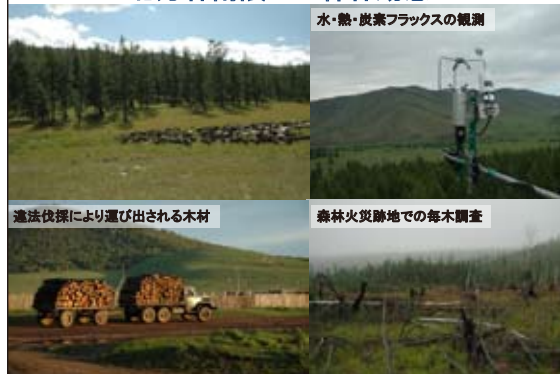 水・熱・炭素フラックスの観測
違法伐採により運び出される木材
森林火災跡地での毎木調査